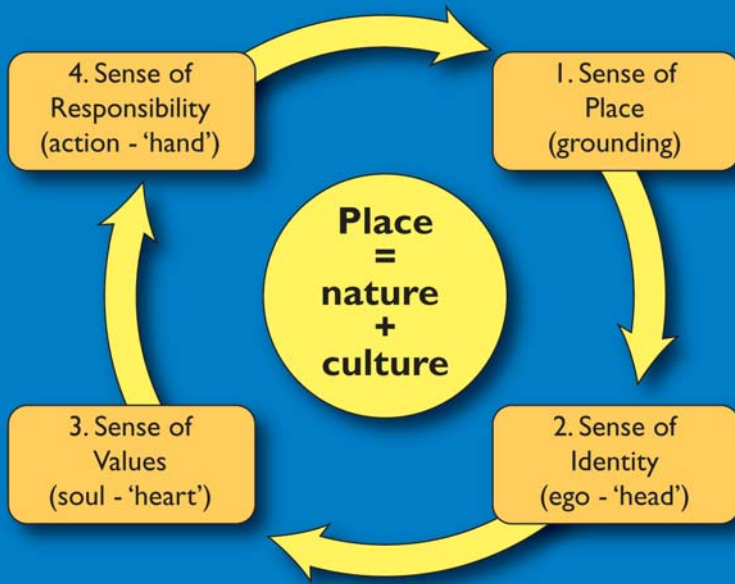 1. Sense of
Place
(grounding)
2. Sense of
Identity
(ego - ‘head’)
3. Sense of
Values
(soul - ‘heart’)
4. Sense of
Responsibility
(action - ‘hand’)
Place
=
nature
+
culture